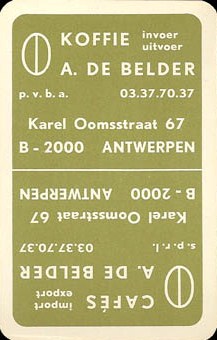 KOFFIE invoer
uitvoer
A. DE BELDER
p. v. b. a. 03.37.70.37
Karel Oomsstraat 67
B - 2000 ANTWERPEN
CAFÉS import
export
A. DE BELDER
s. p. r. l. 03.37.70.37
Karel Oomsstraat 67
B - 2000 ANTWERPEN